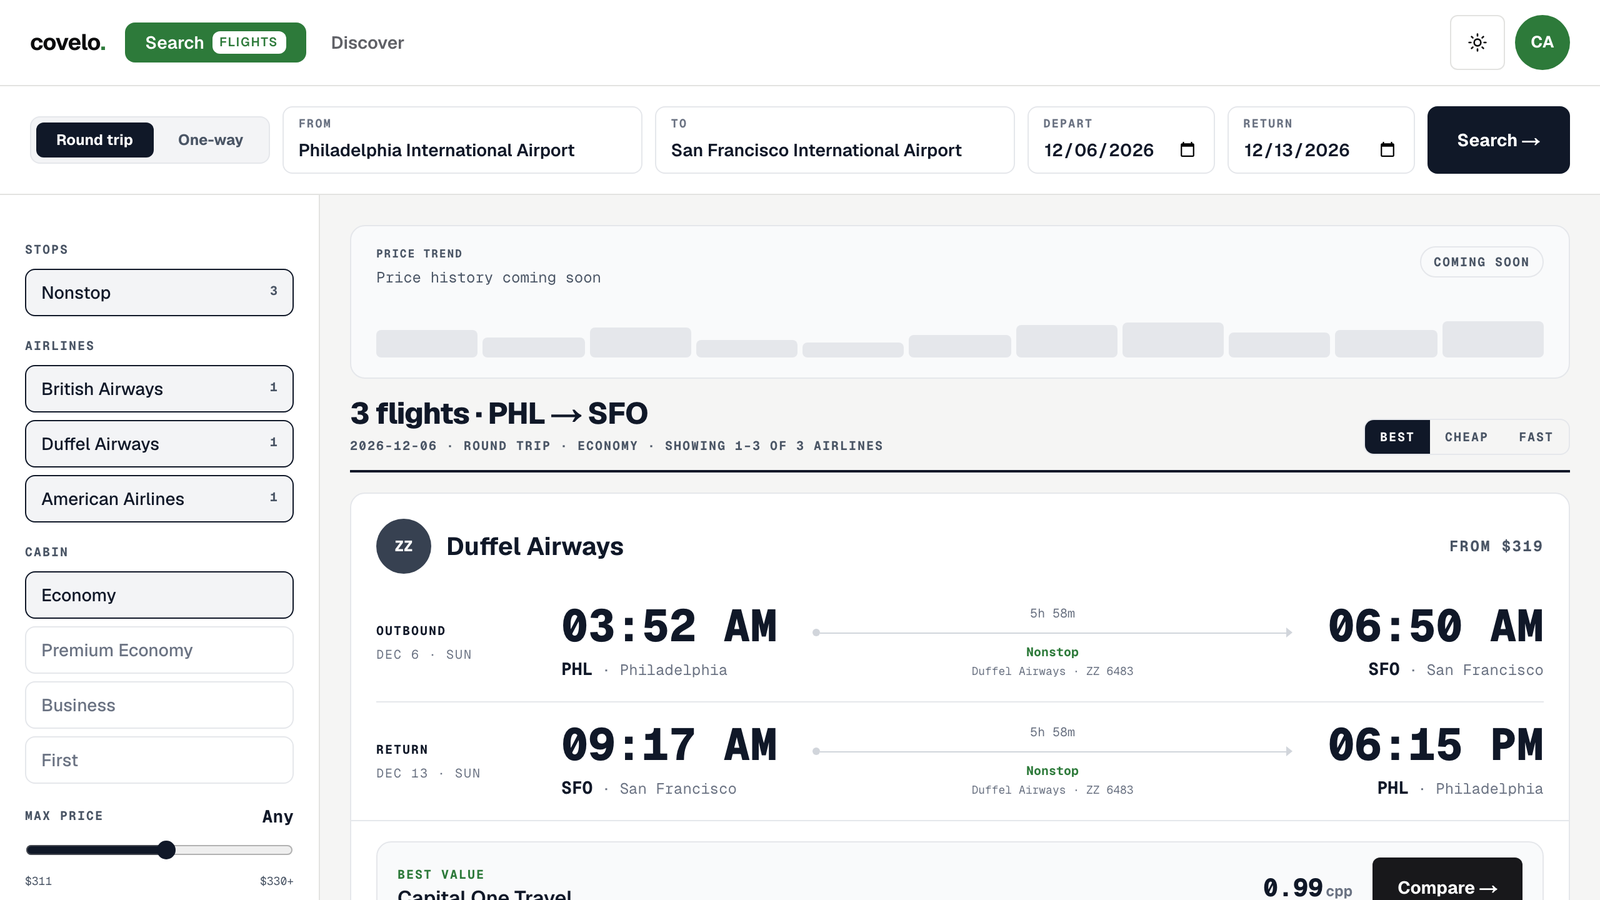 covelo.
Search FLIGHTS
Discover
CA
Round trip
One-way
FROM
Philadelphia International Airport
TO
San Francisco International Airport
DEPART
12/06/2026
RETURN
12/13/2026
Search →
STOPS
Nonstop 3
AIRLINES
British Airways 1
Duffel Airways 1
American Airlines 1
CABIN
Economy
Premium Economy
Business
First
MAX PRICE Any
$311 $330+
PRICE TREND
Price history coming soon
COMING SOON
3 flights · PHL → SFO
2026-12-06 · ROUND TRIP · ECONOMY · SHOWING 1–3 OF 3 AIRLINES
BEST CHEAP FAST
ZZ
Duffel Airways
FROM $319
OUTBOUND
DEC 6 · SUN
03:52 AM
PHL · Philadelphia
5h 58m
Nonstop
Duffel Airways · ZZ 6483
06:50 AM
SFO · San Francisco
RETURN
DEC 13 · SUN
09:17 AM
SFO · San Francisco
5h 58m
Nonstop
Duffel Airways · ZZ 6483
06:15 PM
PHL · Philadelphia
BEST VALUE
Capital One Travel
0.99 cpp
Compare →